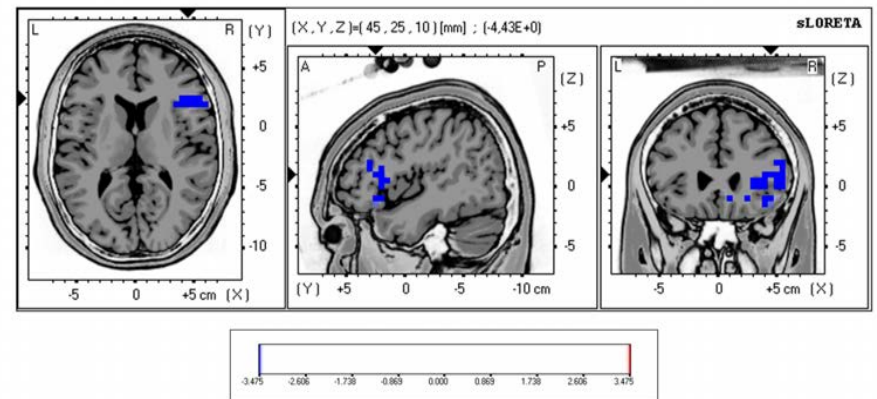 (X,Y,Z)=( 45 , 25 , 10 ) [mm] ; (-4,43E+0)
sLORETA
L R (Y)
+5
0
-5
-10
-5 0 +5 cm (X)
A P (Z)
+5
0
-5
(Y) +5 0 -5 -10 cm
L R (Z)
+5
0
-5
-5 0 +5 cm (X)
-3.475 -2.606 -1.738 -0.869 0.000 0.869 1.738 2.606 3.475